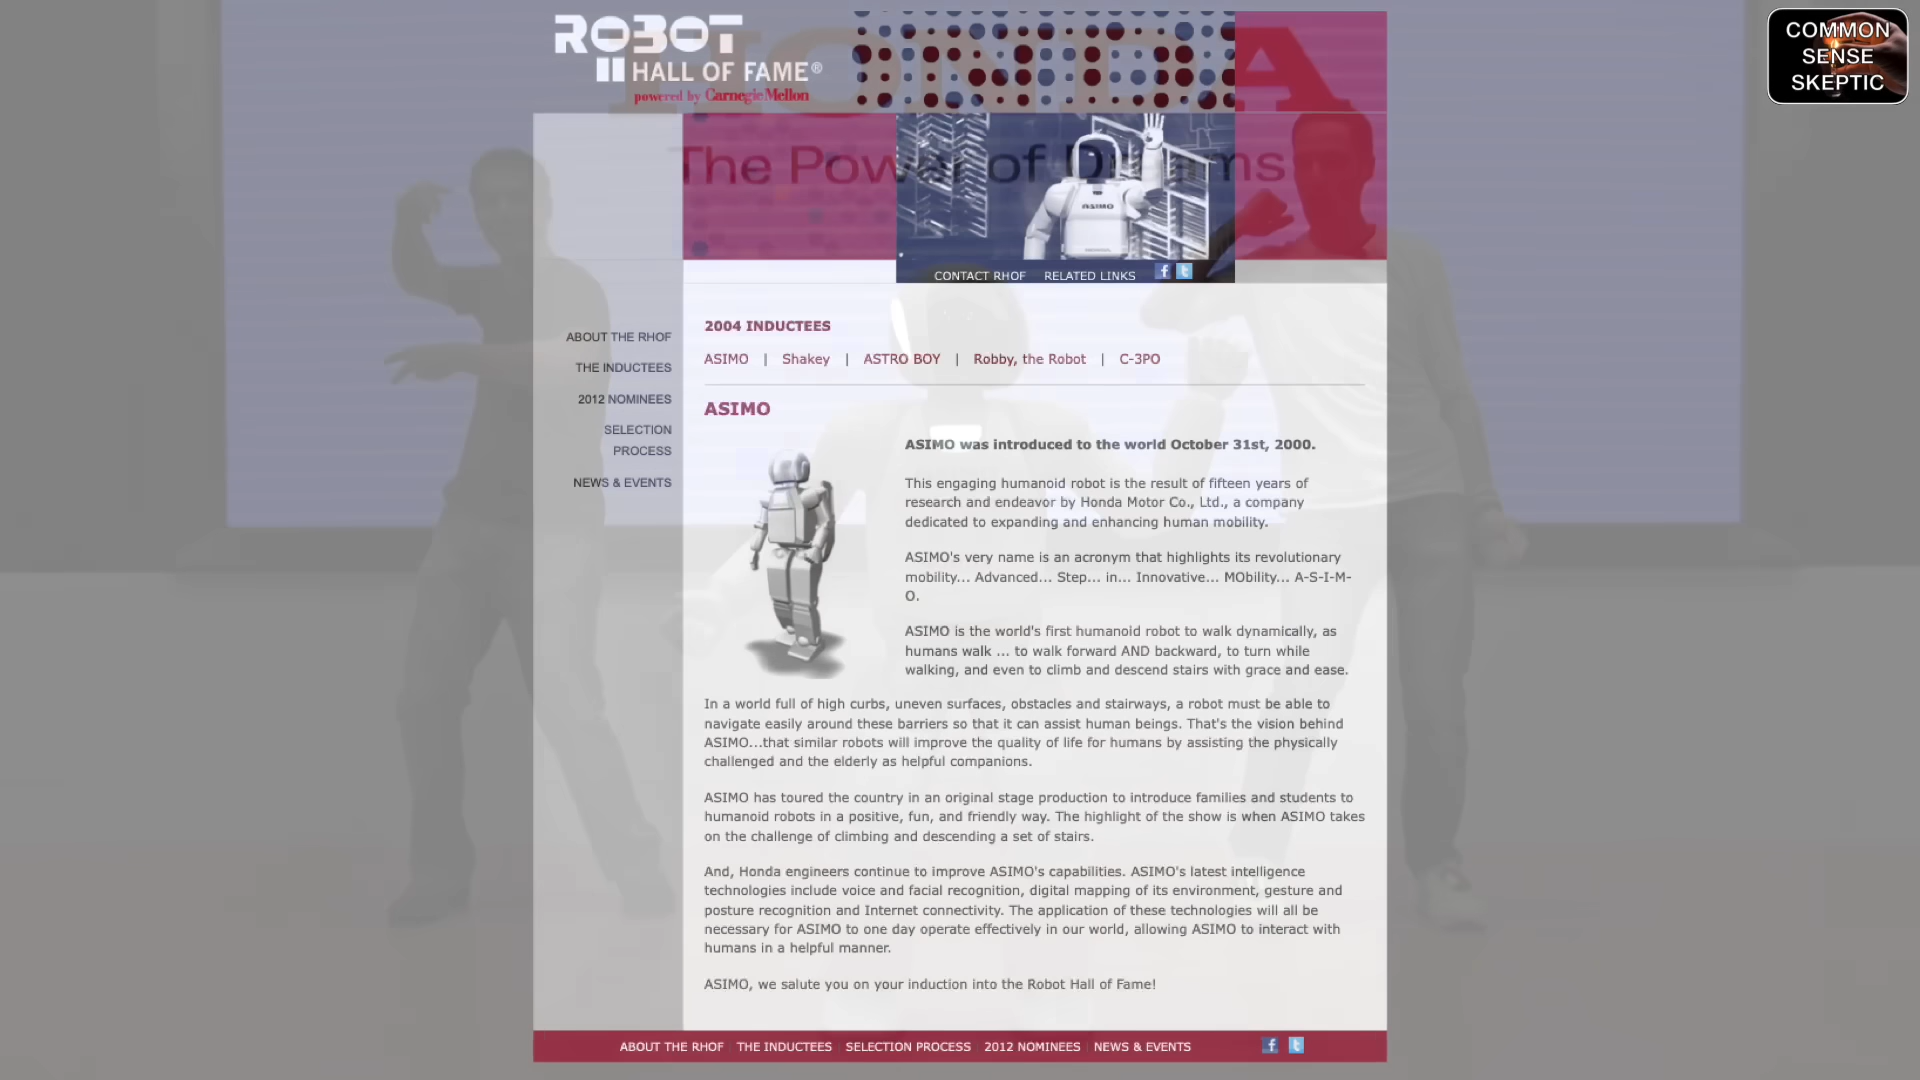 COMMON
SENSE
SKEPTIC
ROBOT
HALL OF FAME®
powered by Carnegie Mellon
HONDA
The Power of Dreams
ASIMO
CONTACT RHOF RELATED LINKS
ABOUT THE RHOF
THE INDUCTEES
2012 NOMINEES
SELECTION
PROCESS
NEWS & EVENTS
2004 INDUCTEES
ASIMO | Shakey | ASTRO BOY | Robby, the Robot | C-3PO
ASIMO
ASIMO was introduced to the world October 31st, 2000.
This engaging humanoid robot is the result of fifteen years of
research and endeavor by Honda Motor Co., Ltd., a company
dedicated to expanding and enhancing human mobility.
ASIMO's very name is an acronym that highlights its revolutionary
mobility... Advanced... Step... in... Innovative... MObility... A-S-I-M-
O.
ASIMO is the world's first humanoid robot to walk dynamically, as
humans walk ... to walk forward AND backward, to turn while
walking, and even to climb and descend stairs with grace and ease.
In a world full of high curbs, uneven surfaces, obstacles and stairways, a robot must be able to
navigate easily around these barriers so that it can assist human beings. That's the vision behind
ASIMO...that similar robots will improve the quality of life for humans by assisting the physically
challenged and the elderly as helpful companions.
ASIMO has toured the country in an original stage production to introduce families and students to
humanoid robots in a positive, fun, and friendly way. The highlight of the show is when ASIMO takes
on the challenge of climbing and descending a set of stairs.
And, Honda engineers continue to improve ASIMO's capabilities. ASIMO's latest intelligence
technologies include voice and facial recognition, digital mapping of its environment, gesture and
posture recognition and Internet connectivity. The application of these technologies will all be
necessary for ASIMO to one day operate effectively in our world, allowing ASIMO to interact with
humans in a helpful manner.
ASIMO, we salute you on your induction into the Robot Hall of Fame!
ABOUT THE RHOF THE INDUCTEES SELECTION PROCESS 2012 NOMINEES NEWS & EVENTS